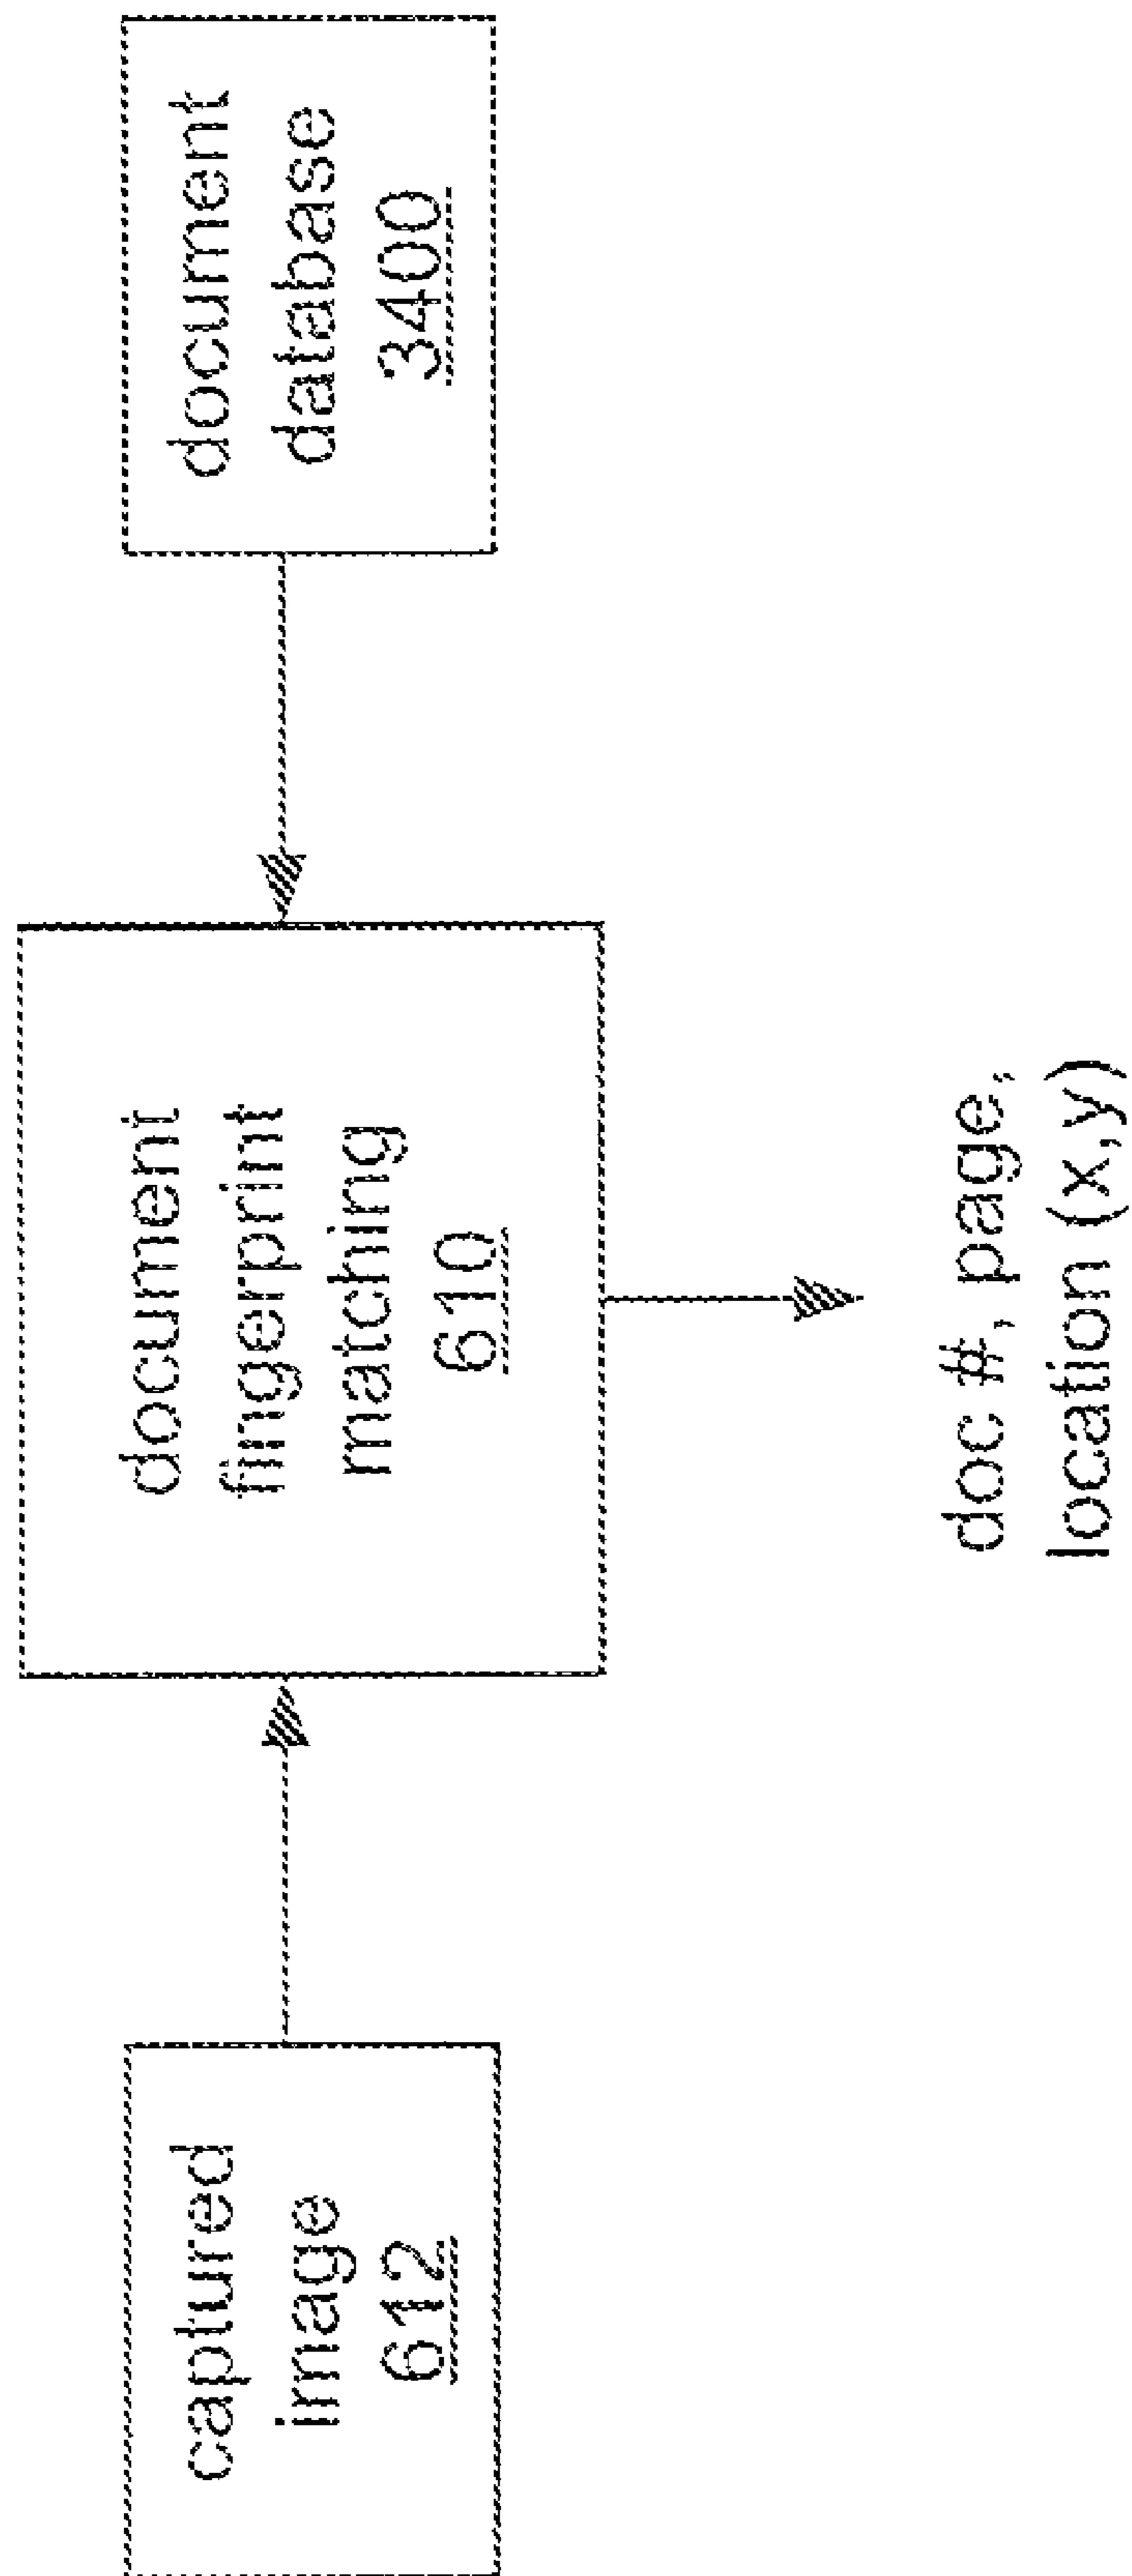 captured
image
612
document
fingerprint
matching
610
document
database
3400
doc #, page,
location (x,y)